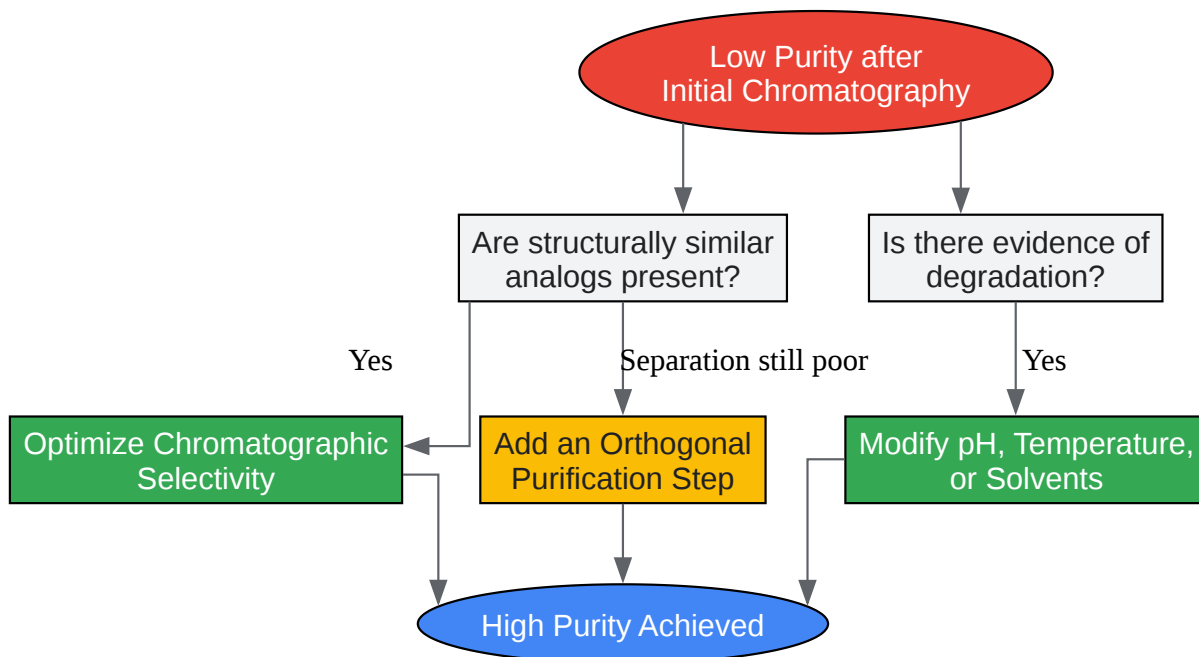 Low Purity after
Initial Chromatography
Are structurally similar
analogs present?
Is there evidence of
degradation?
Yes
Separation still poor
Yes
Optimize Chromatographic
Selectivity
Add an Orthogonal
Purification Step
Modify pH, Temperature,
or Solvents
High Purity Achieved